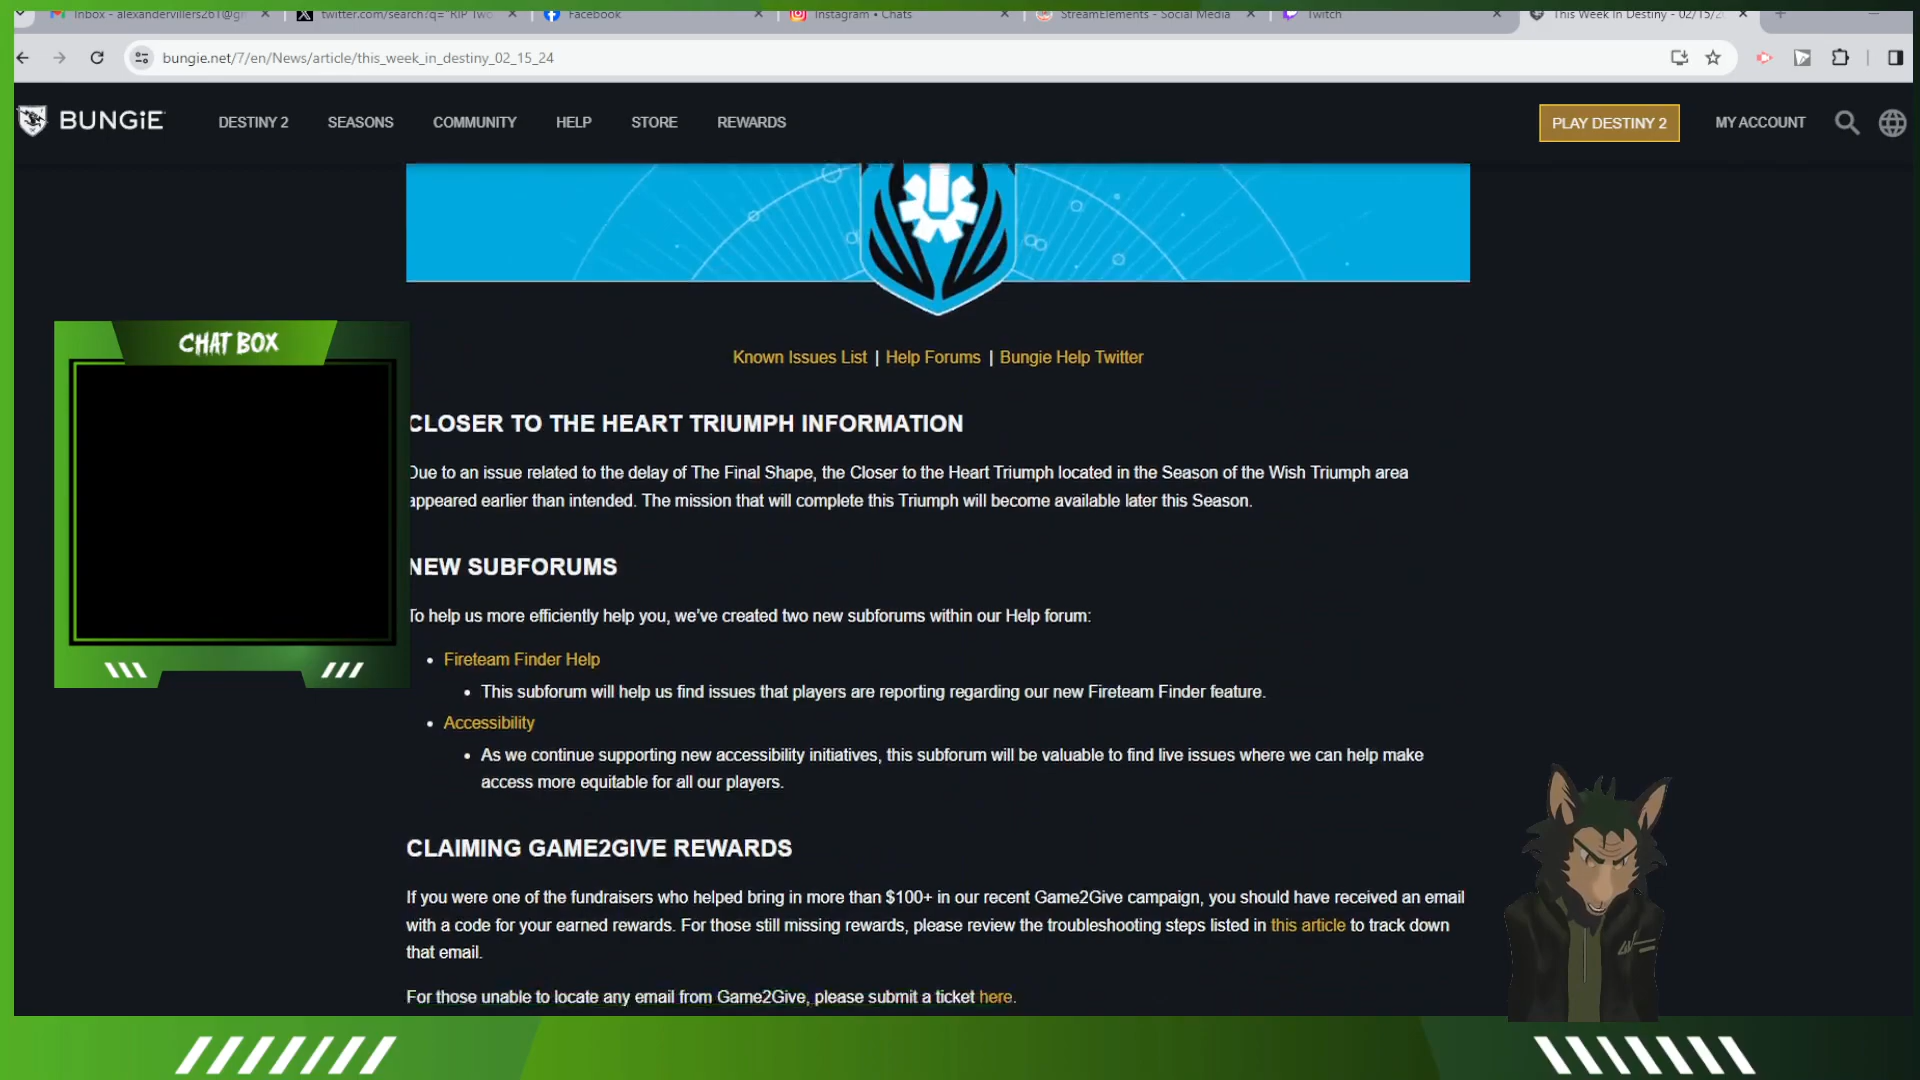 Inbox - alexandervillers261@g
twitter.com/search?q="RIP Two
Facebook
Instagram • Chats
StreamElements - Social Media
Twitch
This Week In Destiny - 02/15/2
bungie.net/7/en/News/article/this_week_in_destiny_02_15_24
BUNGiE
DESTINY 2
SEASONS
COMMUNITY
HELP
STORE
REWARDS
PLAY DESTINY 2
MY ACCOUNT
CHAT BOX
Known Issues List | Help Forums | Bungie Help Twitter
CLOSER TO THE HEART TRIUMPH INFORMATION
Due to an issue related to the delay of The Final Shape, the Closer to the Heart Triumph located in the Season of the Wish Triumph area
appeared earlier than intended. The mission that will complete this Triumph will become available later this Season.
NEW SUBFORUMS
To help us more efficiently help you, we've created two new subforums within our Help forum:
• Fireteam Finder Help
• This subforum will help us find issues that players are reporting regarding our new Fireteam Finder feature.
• Accessibility
• As we continue supporting new accessibility initiatives, this subforum will be valuable to find live issues where we can help make
access more equitable for all our players.
CLAIMING GAME2GIVE REWARDS
If you were one of the fundraisers who helped bring in more than $100+ in our recent Game2Give campaign, you should have received an email
with a code for your earned rewards. For those still missing rewards, please review the troubleshooting steps listed in this article to track down
that email.
For those unable to locate any email from Game2Give, please submit a ticket here.